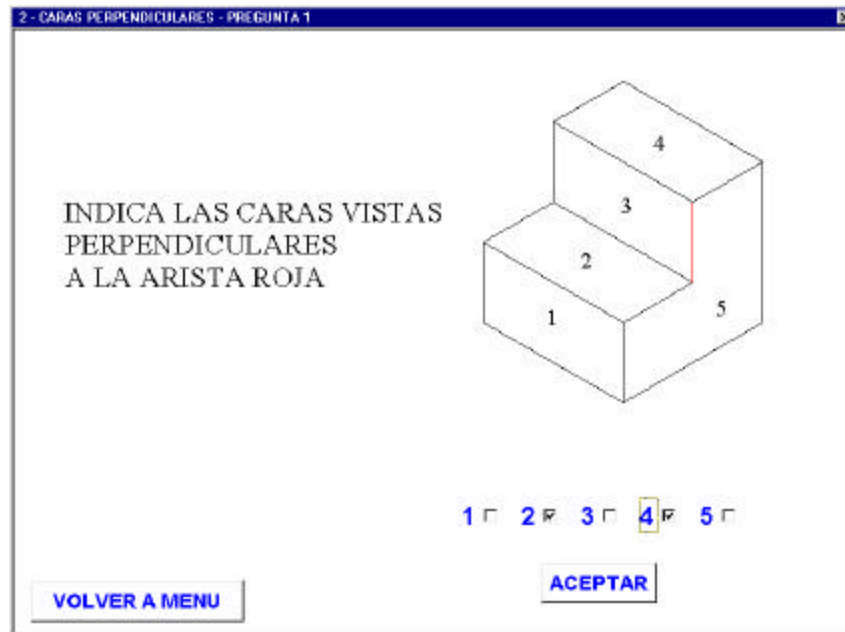 2 - CARAS PERPENDICULARES - PREGUNTA 1
INDICA LAS CARAS VISTAS
PERPENDICULARES
A LA ARISTA ROJA
4
3
2
1
5
1 2 3 4 5
ACEPTAR
VOLVER A MENU